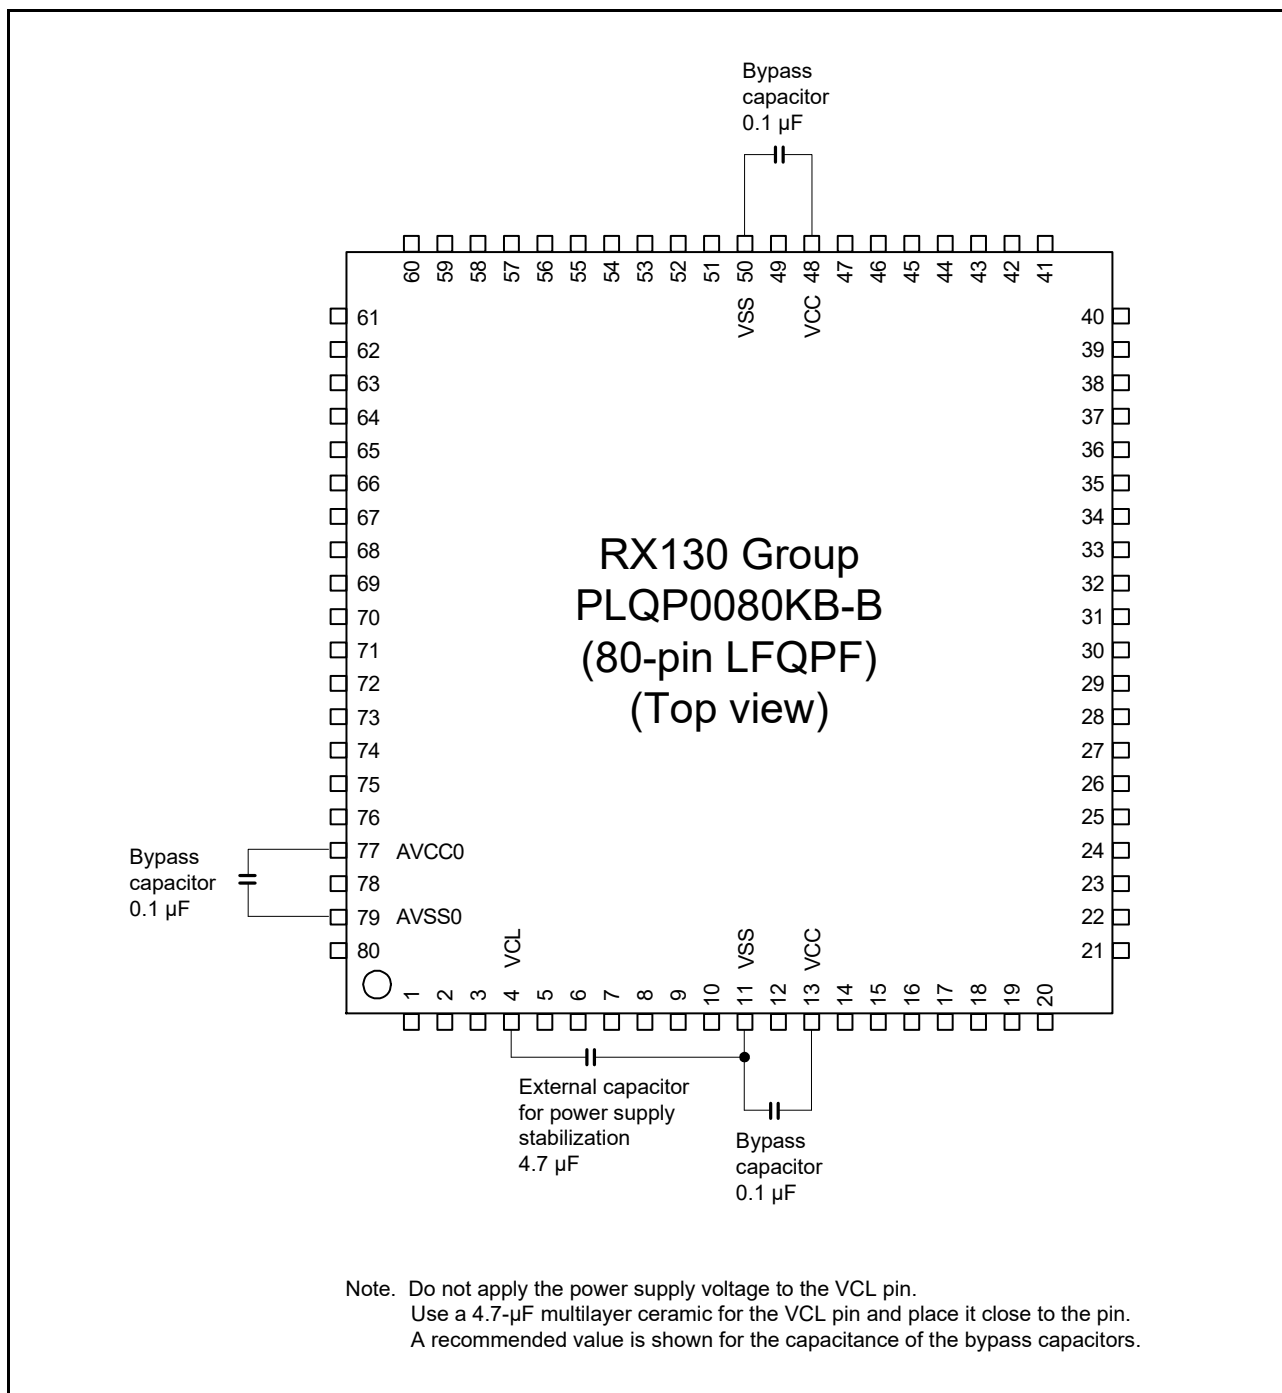 Bypass
capacitor
0.1 µF
60 59 58 57 56 55 54 53 52 51 50 49 48 47 46 45 44 43 42 41
VSS VCC
61 40
62 39
63 38
64 37
65 36
66 35
67 34
68 33
69 32
70 31
71 30
72 29
73 28
74 27
75 26
76 25
77 AVCC0 24
78 23
79 AVSS0 22
80 21
RX130 Group
PLQP0080KB-B
(80-pin LFQPF)
(Top view)
Bypass
capacitor
0.1 µF
VCL VSS VCC
1 2 3 4 5 6 7 8 9 10 11 12 13 14 15 16 17 18 19 20
External capacitor
for power supply
stabilization
4.7 µF
Bypass
capacitor
0.1 µF
Note. Do not apply the power supply voltage to the VCL pin.
Use a 4.7-µF multilayer ceramic for the VCL pin and place it close to the pin.
A recommended value is shown for the capacitance of the bypass capacitors.